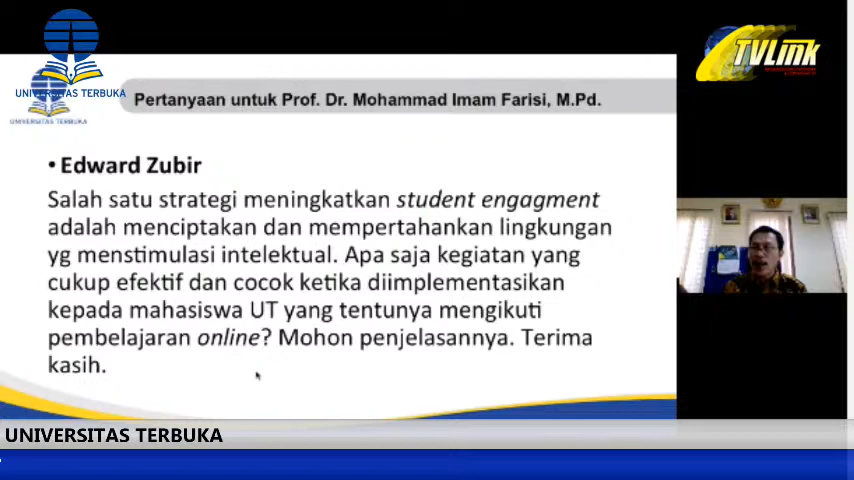 UNIVERSITAS TERBUKA
UNIVERSITAS TERBUKA
TVLink
Pertanyaan untuk Prof. Dr. Mohammad Imam Farisi, M.Pd.
• Edward Zubir
Salah satu strategi meningkatkan student engagment
adalah menciptakan dan mempertahankan lingkungan
yg menstimulasi intelektual. Apa saja kegiatan yang
cukup efektif dan cocok ketika diimplementasikan
kepada mahasiswa UT yang tentunya mengikuti
pembelajaran online? Mohon penjelasannya. Terima
kasih.
UNIVERSITAS TERBUKA